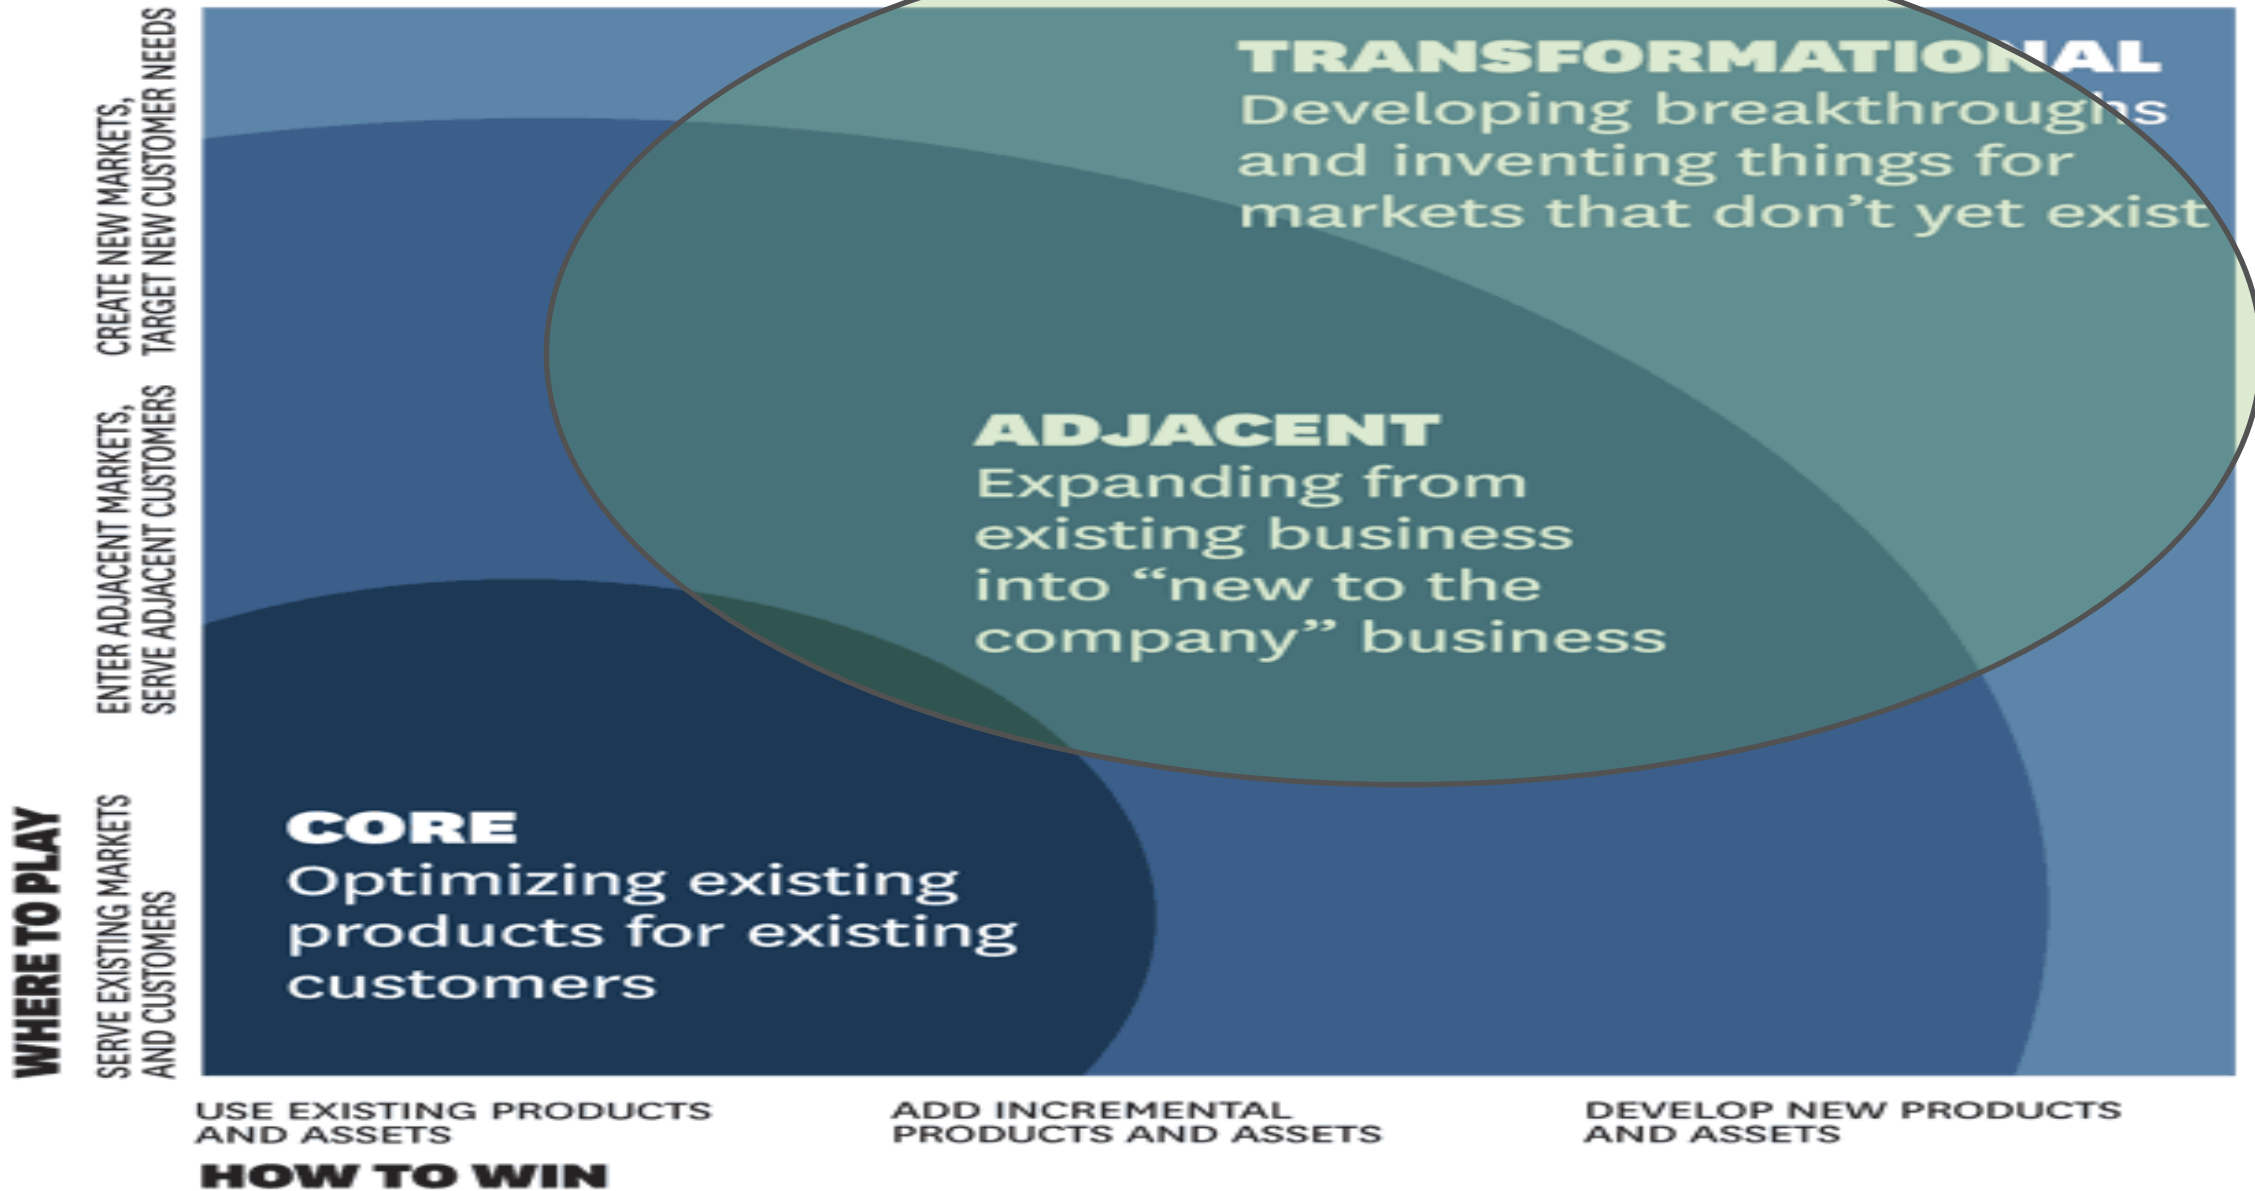 TRANSFORMATIONAL
Developing breakthroughs
and inventing things for
markets that don’t yet exist
ADJACENT
Expanding from
existing business
into “new to the
company” business
CORE
Optimizing existing
products for existing
customers
WHERE TO PLAY
CREATE NEW MARKETS,
TARGET NEW CUSTOMER NEEDS
ENTER ADJACENT MARKETS,
SERVE ADJACENT CUSTOMERS
SERVE EXISTING MARKETS
AND CUSTOMERS
USE EXISTING PRODUCTS
AND ASSETS
ADD INCREMENTAL
PRODUCTS AND ASSETS
DEVELOP NEW PRODUCTS
AND ASSETS
HOW TO WIN